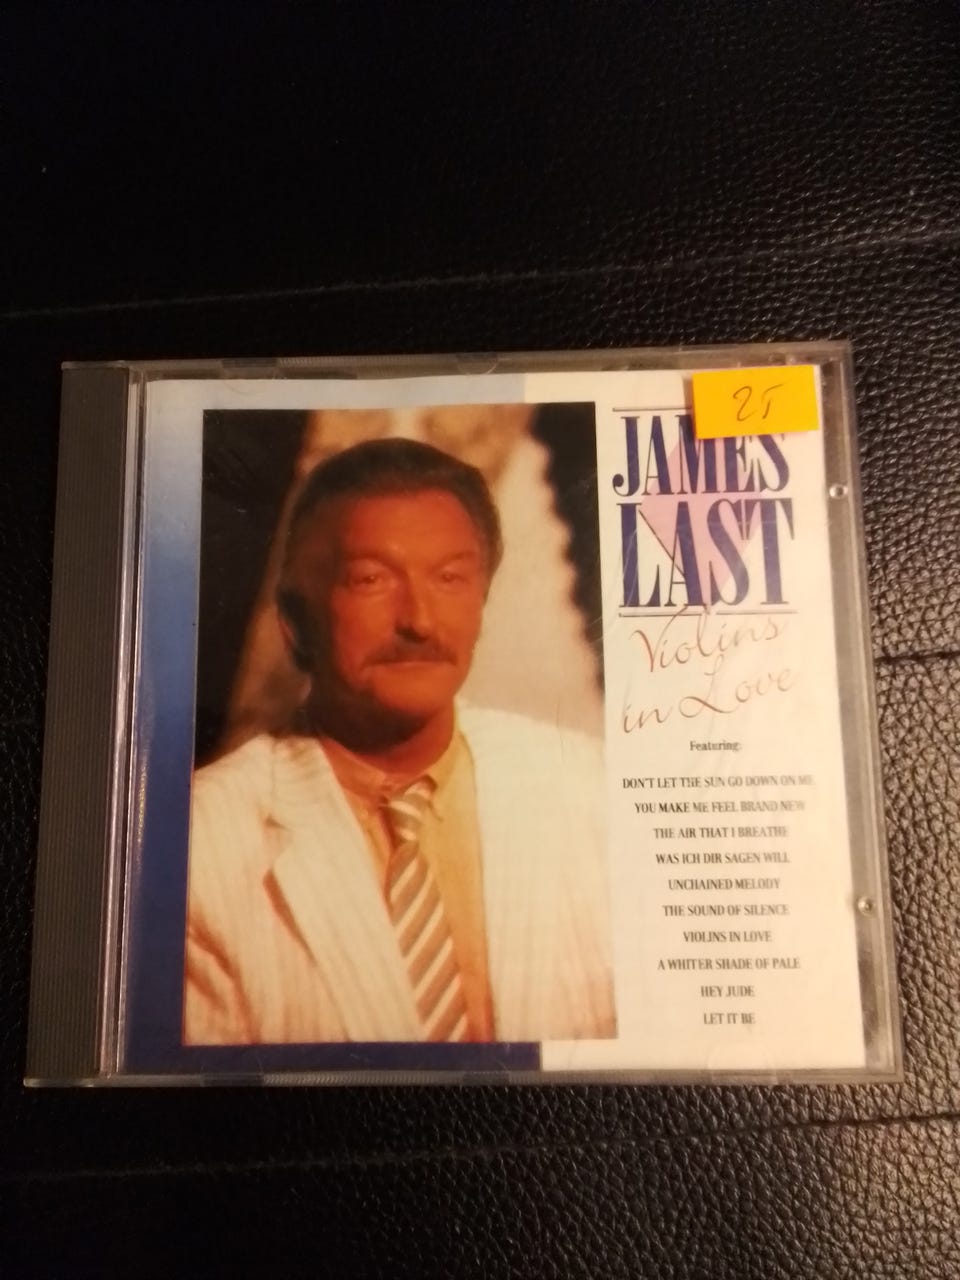 25
JAMES
LAST
Violins
in Love
Featuring:
DON'T LET THE SUN GO DOWN ON ME
YOU MAKE ME FEEL BRAND NEW
THE AIR THAT I BREATHE
WAS ICH DIR SAGEN WILL
UNCHAINED MELODY
THE SOUND OF SILENCE
VIOLINS IN LOVE
A WHITER SHADE OF PALE
HEY JUDE
LET IT BE